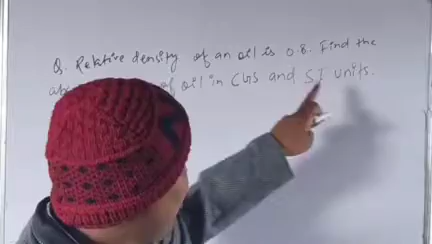 Q. Relative density of an oil is 0.8. Find the
of oil in CGS and SI units.